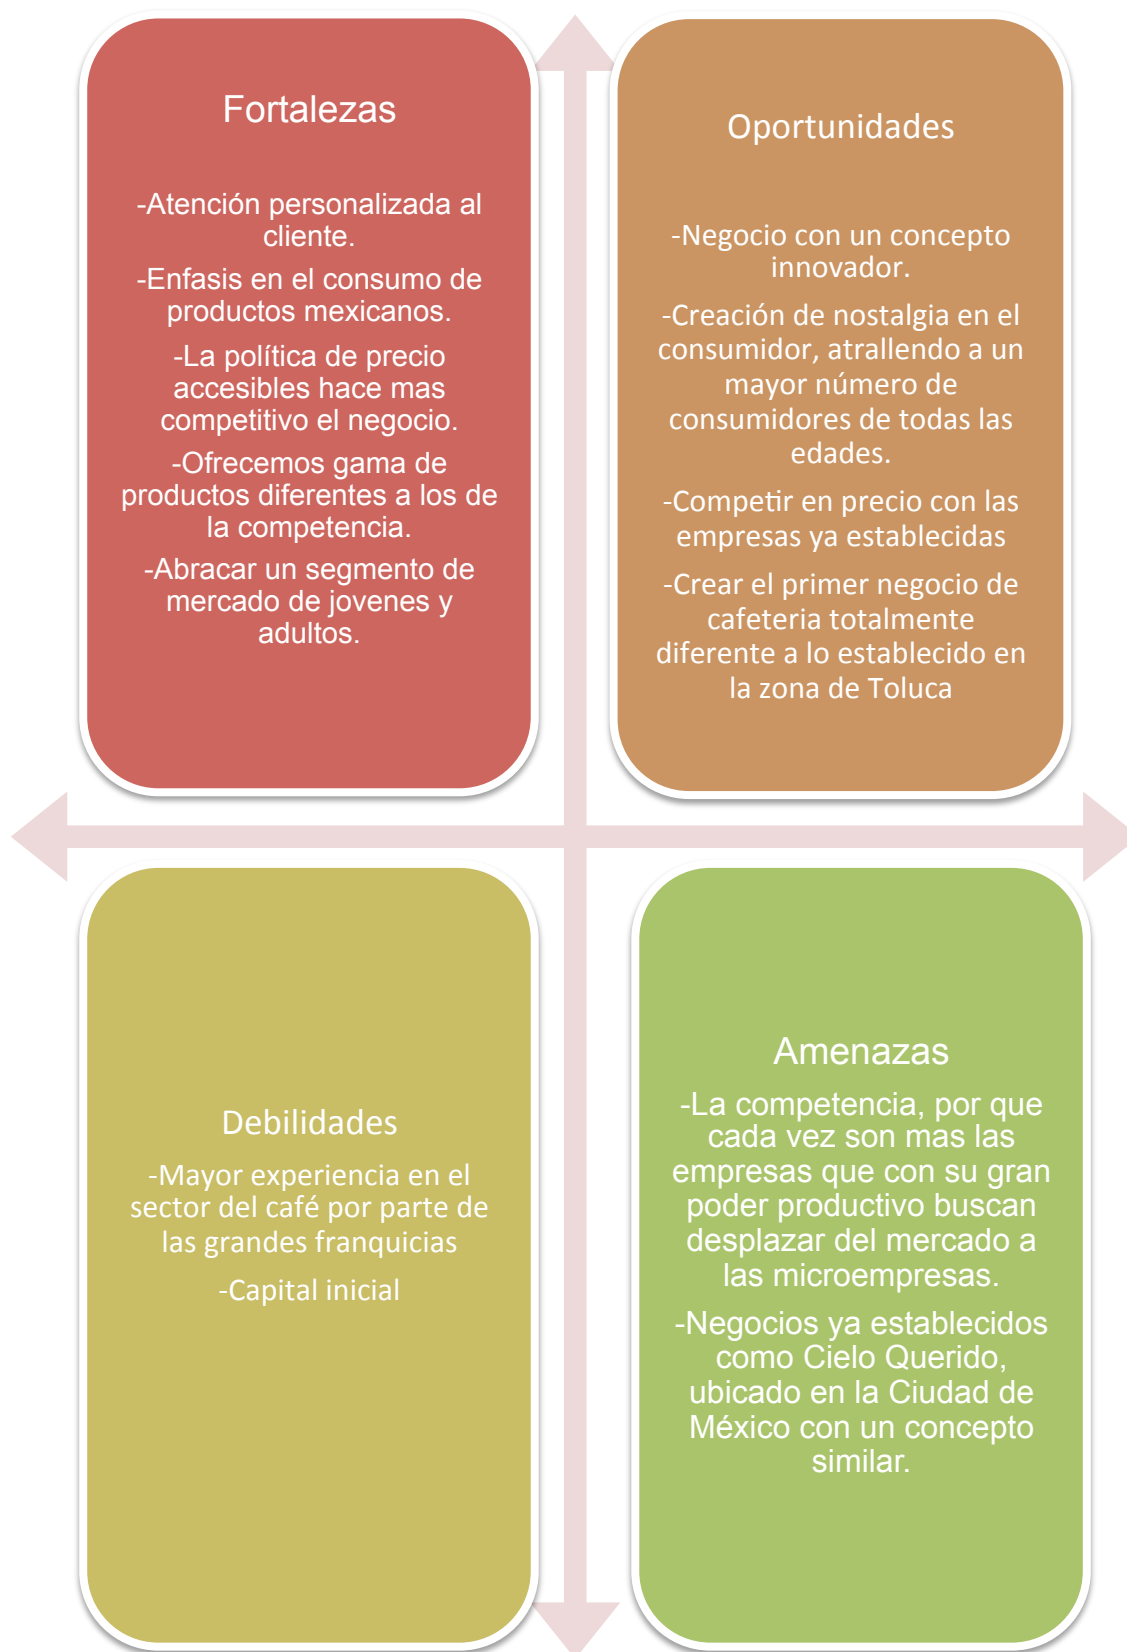 Fortalezas
-Atención personalizada al
cliente.
-Enfasis en el consumo de
productos mexicanos.
-La política de precio
accesibles hace mas
competitivo el negocio.
-Ofrecemos gama de
productos diferentes a los de
la competencia.
-Abracar un segmento de
mercado de jovenes y
adultos.
Oportunidades
-Negocio con un concepto
innovador.
-Creación de nostalgia en el
consumidor, atrallendo a un
mayor número de
consumidores de todas las
edades.
-Competir en precio con las
empresas ya establecidas
-Crear el primer negocio de
cafeteria totalmente
diferente a lo establecido en
la zona de Toluca
Debilidades
-Mayor experiencia en el
sector del café por parte de
las grandes franquicias
-Capital inicial
Amenazas
-La competencia, por que
cada vez son mas las
empresas que con su gran
poder productivo buscan
desplazar del mercado a
las microempresas.
-Negocios ya establecidos
como Cielo Querido,
ubicado en la Ciudad de
México con un concepto
similar.